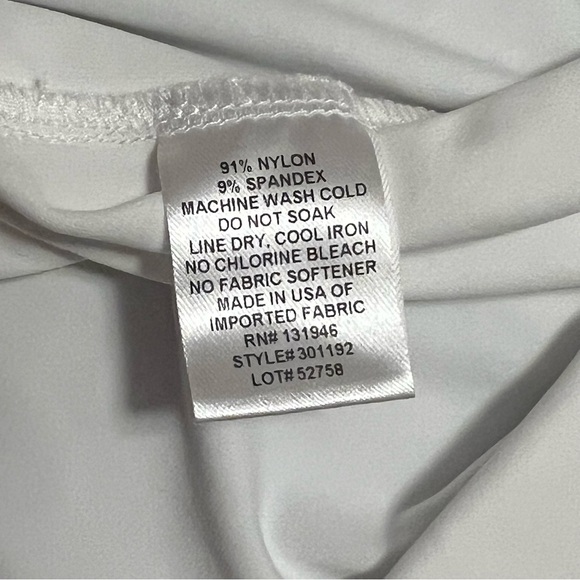 91% NYLON
9% SPANDEX
MACHINE WASH COLD
DO NOT SOAK
LINE DRY, COOL IRON
NO CHLORINE BLEACH
NO FABRIC SOFTENER
MADE IN USA OF
IMPORTED FABRIC
RN# 131946
STYLE#301192
LOT#52758